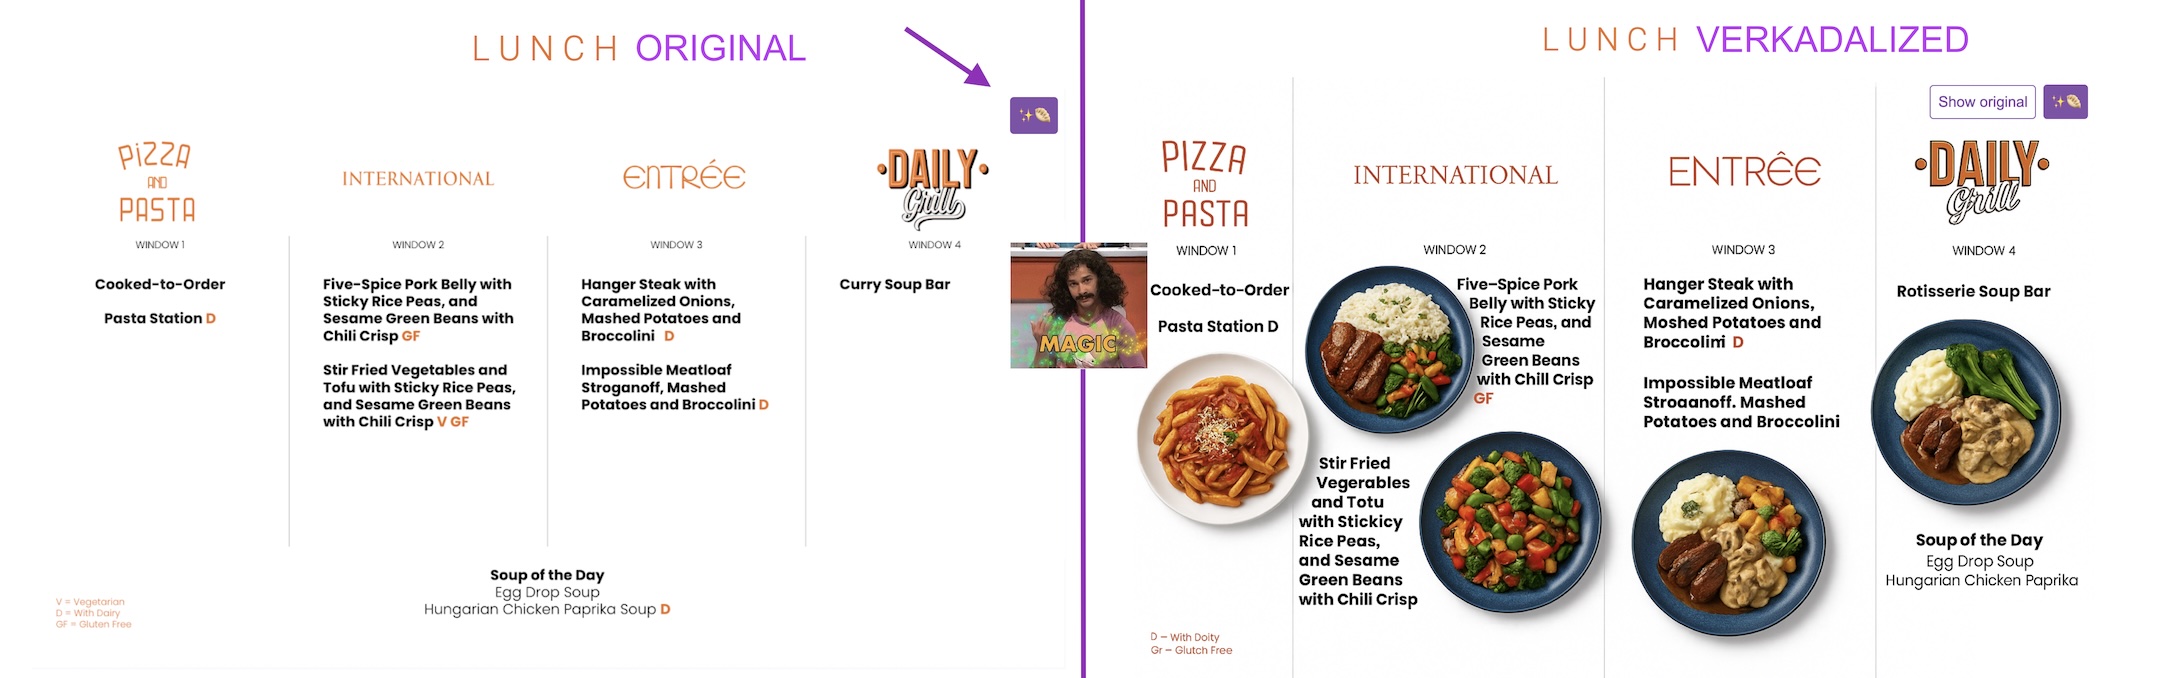 LUNCH ORIGINAL
PIZZA
AND
PASTA
WINDOW 1
Cooked-to-Order
Pasta Station D
INTERNATIONAL
WINDOW 2
Five-Spice Pork Belly with
Sticky Rice Peas, and
Sesame Green Beans with
Chili Crisp GF
Stir Fried Vegetables and
Tofu with Sticky Rice Peas,
and Sesame Green Beans
with Chili Crisp V GF
ENTRÉE
WINDOW 3
Hanger Steak with
Caramelized Onions,
Mashed Potatoes and
Broccolini D
Impossible Meatloaf
Stroganoff, Mashed
Potatoes and Broccolini D
DAILY
Grill
WINDOW 4
Curry Soup Bar
Soup of the Day
Egg Drop Soup
Hungarian Chicken Paprika Soup D
V = Vegetarian
D = With Dairy
GF = Gluten Free
MAGIC
LUNCH VERKADALIZED
Show original
PIZZA
AND
PASTA
WINDOW 1
Cooked-to-Order
Pasta Station D
INTERNATIONAL
WINDOW 2
Five-Spice Pork
Belly with Sticky
Rice Peas, and
Sesame
Green Beans
with Chill Crisp
GF
Stir Fried
Vegerables
and Totu
with Stickicy
Rice Peas,
and Sesame
Green Beans
with Chili Crisp
ENTRÊE
WINDOW 3
Hanger Steak with
Caramelized Onions,
Moshed Potatoes and
Broccolini D
Impossible Meatloaf
Stroganoff. Mashed
Potatoes and Broccolini
DAILY
Grill
WINDOW 4
Rotisserie Soup Bar
Soup of the Day
Egg Drop Soup
Hungarian Chicken Paprika
D – With Doity
Gr – Glutch Free